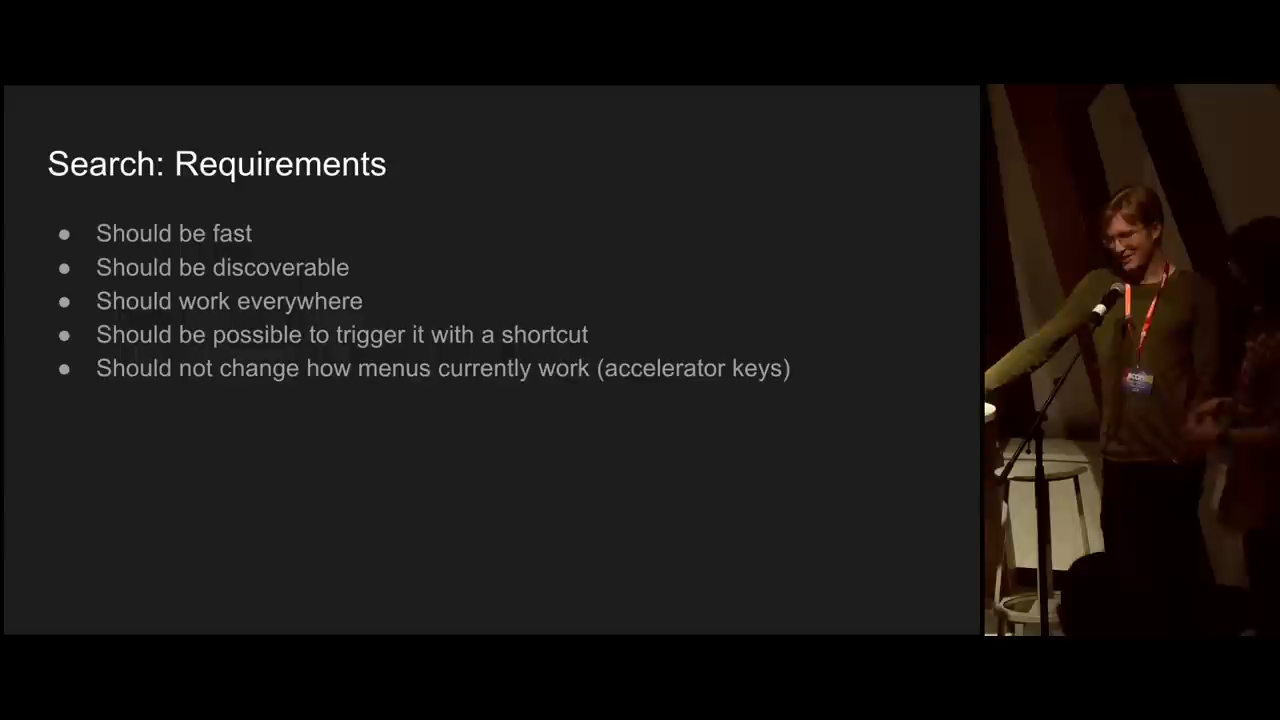 Search: Requirements
● Should be fast
● Should be discoverable
● Should work everywhere
● Should be possible to trigger it with a shortcut
● Should not change how menus currently work (accelerator keys)